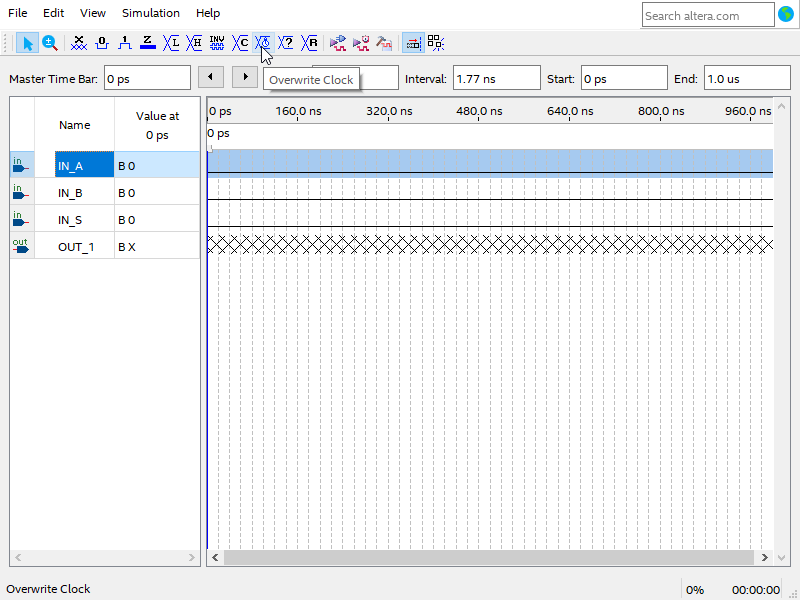 File Edit View Simulation Help
Search altera.com
Master Time Bar: 0 ps
Interval: 1.77 ns Start: 0 ps End: 1.0 us
Overwrite Clock
Name Value at 0 ps
0 ps 160.0 ns 320.0 ns 480.0 ns 640.0 ns 800.0 ns 960.0 ns
0 ps
in IN_A B 0
in IN_B B 0
in IN_S B 0
out OUT_1 B X
Overwrite Clock 0% 00:00:00